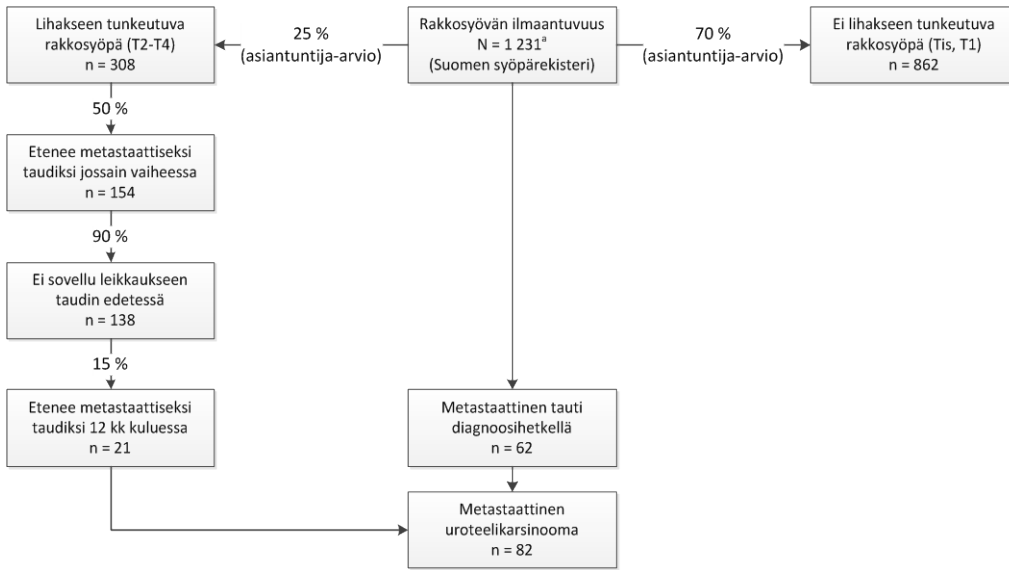 Lihakseen tunkeutuva
rakkosyöpä (T2-T4)
n = 308
25 %
(asiantuntija-arvio)
Rakkosyövän ilmaantuvuus
N = 1 231ᵃ
(Suomen syöpärekisteri)
70 %
(asiantuntija-arvio)
Ei lihakseen tunkeutuva
rakkosyöpä (Tis, T1)
n = 862
50 %
Etenee metastaattiseksi
taudiksi jossain vaiheessa
n = 154
90 %
Ei sovellu leikkaukseen
taudin edetessä
n = 138
15 %
Etenee metastaattiseksi
taudiksi 12 kk kuluessa
n = 21
Metastaattinen tauti
diagnoosihetkellä
n = 62
Metastaattinen
uroteelikarsinooma
n = 82